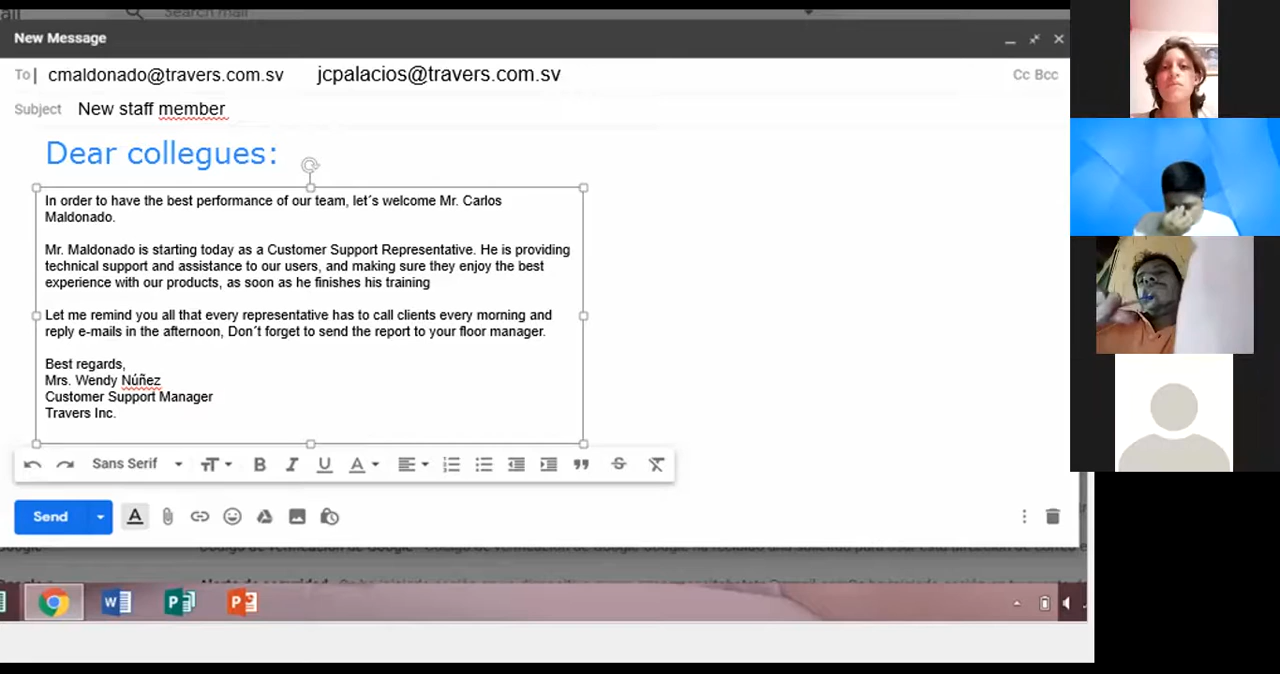 Search mail
New Message
To cmaldonado@travers.com.sv jcpalacios@travers.com.sv Cc Bcc
Subject New staff member
Dear collegues:
In order to have the best performance of our team, let´s welcome Mr. Carlos
Maldonado.
Mr. Maldonado is starting today as a Customer Support Representative. He is providing
technical support and assistance to our users, and making sure they enjoy the best
experience with our products, as soon as he finishes his training
Let me remind you all that every representative has to call clients every morning and
reply e-mails in the afternoon, Don´t forget to send the report to your floor manager.
Best regards,
Mrs. Wendy Núñez
Customer Support Manager
Travers Inc.
Sans Serif
Send